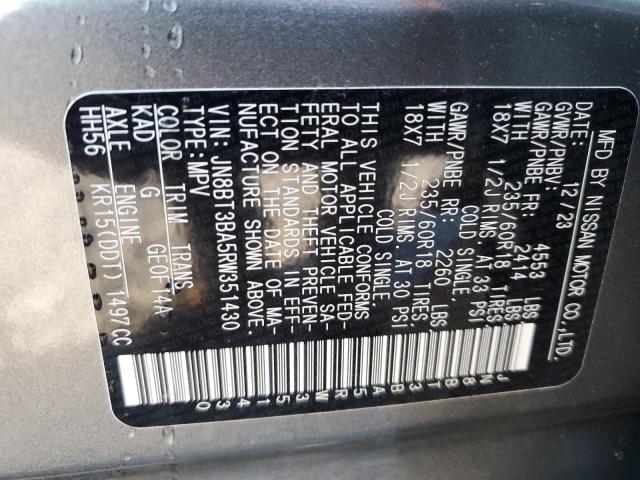 MFD BY NISSAN MOTOR CO.,LTD.
DATE: 12/23
GVWR/PNBV: 4553 LBS
GAWR/PNBE FR: 2414 LBS
WITH 235/60R18 TIRES,
18X7 1/2J RIMS, AT 33 PSI
COLD SINGLE,
GAWR/PNBE RR: 2260 LBS
WITH 235/60R18 TIRES,
18X7 1/2J RIMS, AT 30 PSI
COLD SINGLE,
THIS VEHICLE CONFORMS
TO ALL APPLICABLE FED-
ERAL MOTOR VEHICLE SA-
FETY AND THEFT PREVEN-
TION STANDARDS IN EFF-
ECT ON THE DATE OF MA-
NUFACTURE SHOWN ABOVE.
VIN: JN8BT3BA5RW351430
TYPE: MPV
COLOR TRIM TRANS
KAD G GE0F 14A
AXLE ENGINE
HH56 KR15(DDT) 1497CC
JN8BT3BA5RW351430